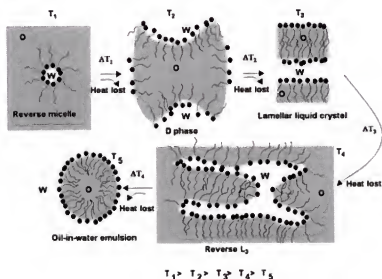 T1
T2
T3
O
W
ΔT1
Heat lost
Reverse micelle
W
O
W
D phase
ΔT2
Heat lost
O
W
O
Lamellar liquid crystal
ΔT3
Heat lost
T4
W
W
O
Reverse L3
ΔT4
Heat lost
T5
W
O
Oil-in-water emulsion
T1 > T2 > T3 > T4 > T5